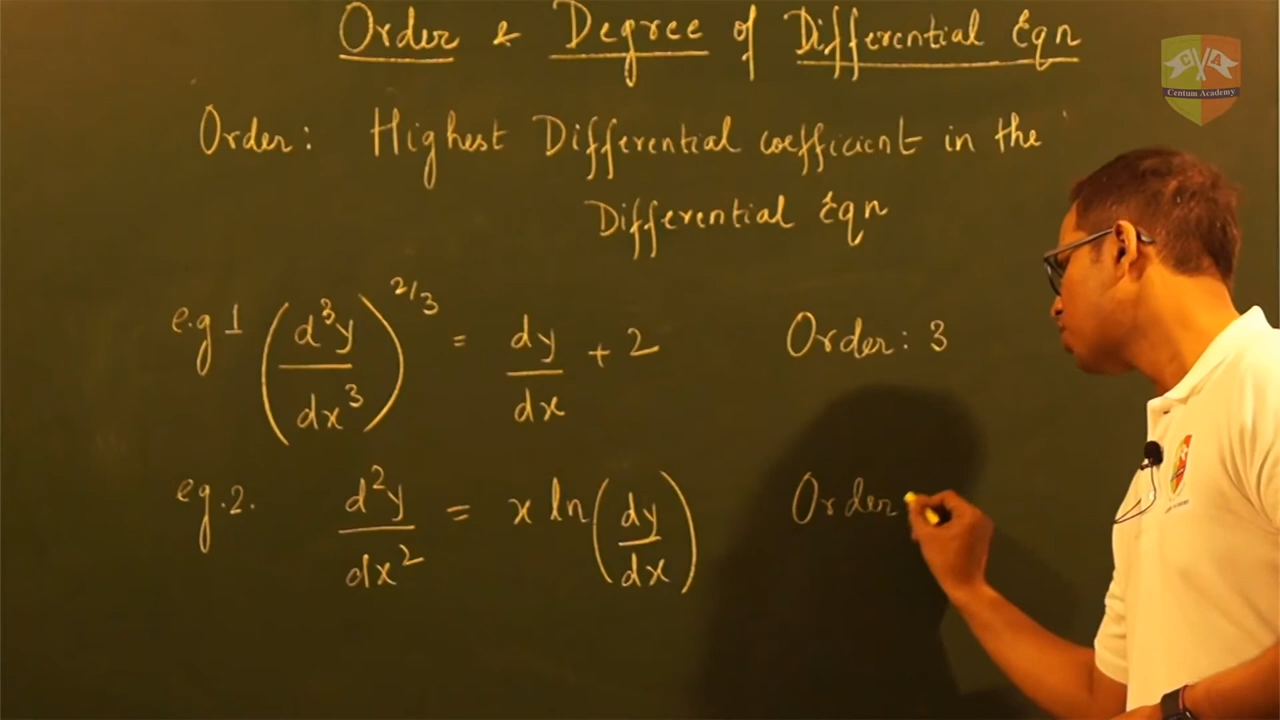 Order & Degree of Differential Eqn
Order: Highest Differential coefficient in the
Differential Eqn
e.g 1 (d³y/dx³)^2/3 = dy/dx + 2 Order: 3
eg.2. d²y/dx² = x ln(dy/dx) Order
C A
Centum Academy